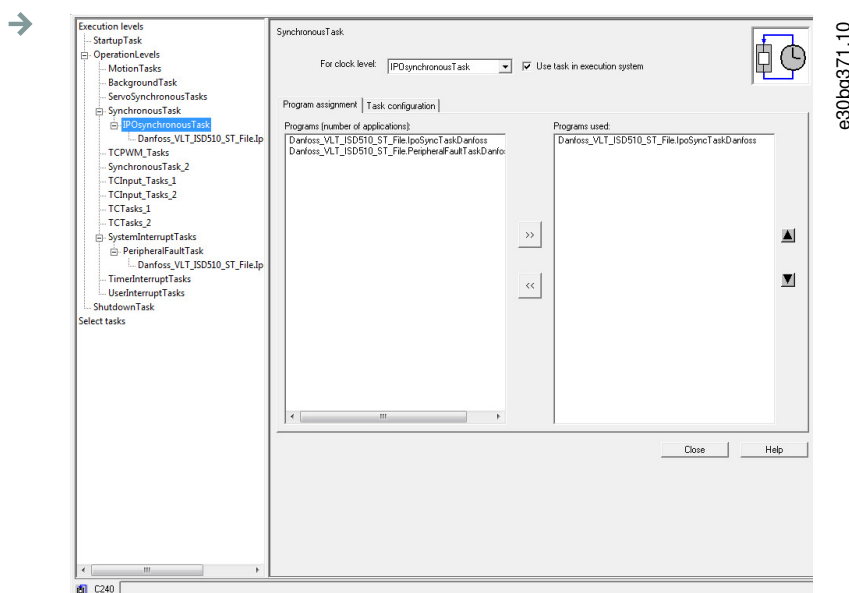 Execution levels
StartupTask
OperationLevels
MotionTasks
BackgroundTask
ServoSynchronousTasks
SynchronousTask
IPOsynchronousTask
Danfoss_VLT_ISD510_ST_File.Ip
TCPWM_Tasks
SynchronousTask_2
TCInput_Tasks_1
TCInput_Tasks_2
TCTasks_1
TCTasks_2
SystemInterruptTasks
PeripheralFaultTask
Danfoss_VLT_ISD510_ST_File.Ip
TimerInterruptTasks
UserInterruptTasks
ShutdownTask
Select tasks
SynchronousTask
For clock level: IPOsynchronousTask Use task in execution system
Program assignment Task configuration
Programs (number of applications):
Danfoss_VLT_ISD510_ST_File.IpoSyncTaskDanfoss
Danfoss_VLT_ISD510_ST_File.PeripheralFaultTaskDanfo
>>
<<
Programs used:
Danfoss_VLT_ISD510_ST_File.IpoSyncTaskDanfoss
Close Help
C240
e30bg371.10